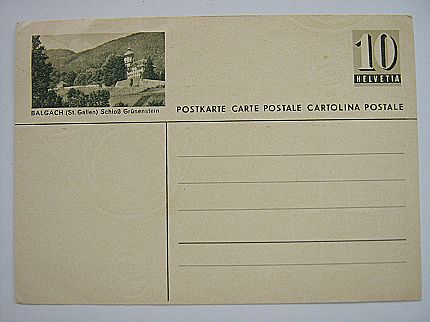 10
HELVETIA
BALGACH (St. Gallen) Schloß Grünenstein
POSTKARTE CARTE POSTALE CARTOLINA POSTALE